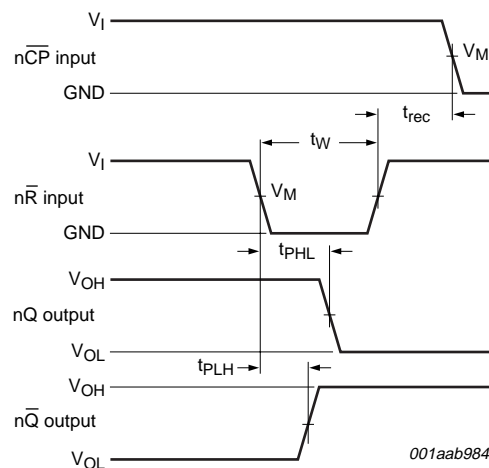 V_I
nC̅P̅ input
V_M
GND
t_rec
t_W
V_I
nR̅ input
V_M
GND
t_PHL
V_OH
nQ output
V_OL
t_PLH
V_OH
nQ̅ output
V_OL
001aab984